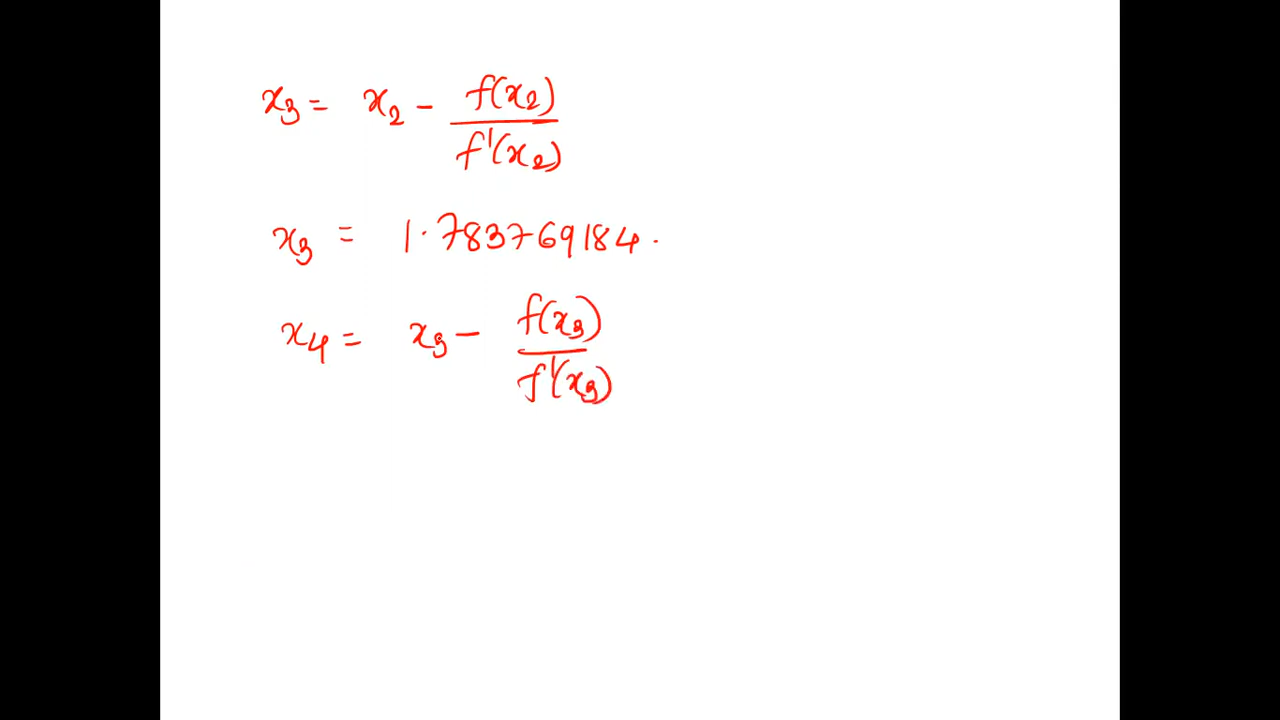 x₃ = x₂ - f(x₂)/f'(x₂)
x₃ = 1.783769184.
x₄ = x₃ - f(x₃)/f'(x₃)